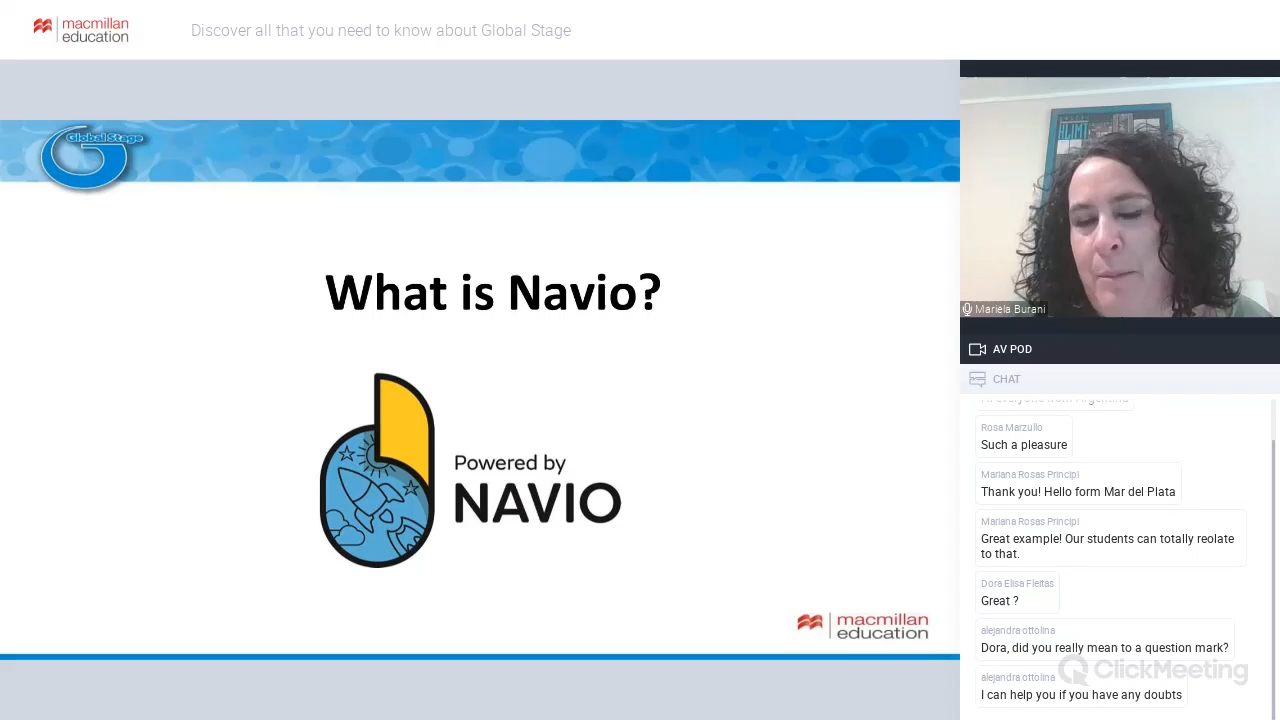 macmillan
education
Discover all that you need to know about Global Stage
Global Stage
What is Navio?
Powered by
NAVIO
macmillan
education
Mariela Burani
AV POD
CHAT
Hi everyone from Argentina
Rosa Marzullo
Such a pleasure
Mariana Rosas Principi
Thank you! Hello form Mar del Plata
Mariana Rosas Principi
Great example! Our students can totally reolate
to that.
Dora Elisa Fleitas
Great ?
alejandra ottolina
Dora, did you really mean to a question mark?
alejandra ottolina
I can help you if you have any doubts
ClickMeeting